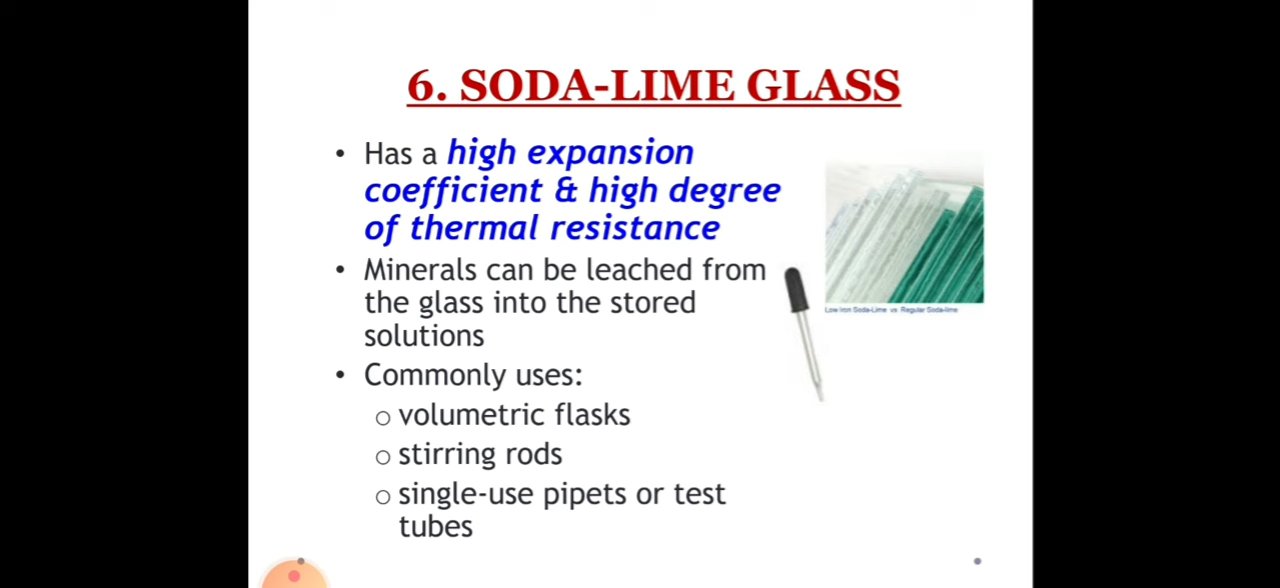 6. SODA-LIME GLASS
• Has a high expansion
coefficient & high degree
of thermal resistance
• Minerals can be leached from
the glass into the stored
solutions
• Commonly uses:
o volumetric flasks
o stirring rods
o single-use pipets or test
tubes
Low Iron Soda-Lime vs Regular Soda-lime